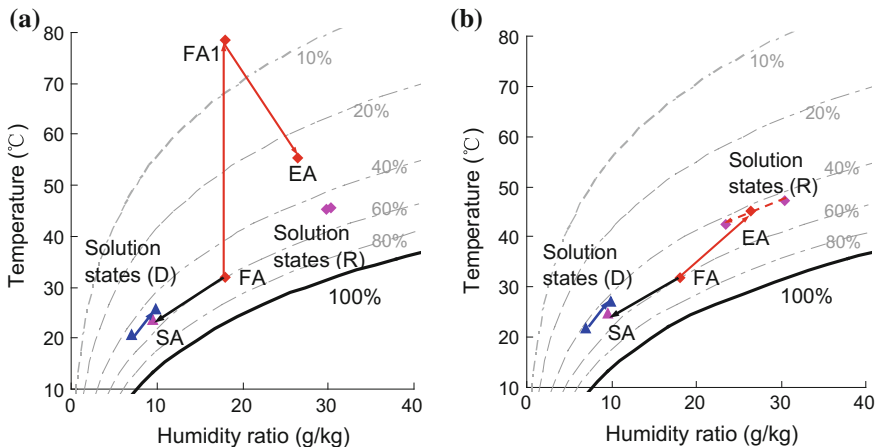 (a)
80
70
60
50
40
30
20
10
Temperature (℃)
0
10
20
30
40
Humidity ratio (g/kg)
10%
20%
40%
60%
80%
100%
FA1
EA
Solution
states (R)
Solution
states (D)
FA
SA
(b)
80
70
60
50
40
30
20
10
Temperature (℃)
0
10
20
30
40
Humidity ratio (g/kg)
10%
20%
40%
60%
80%
100%
Solution
states (R)
EA
Solution
states (D)
FA
SA